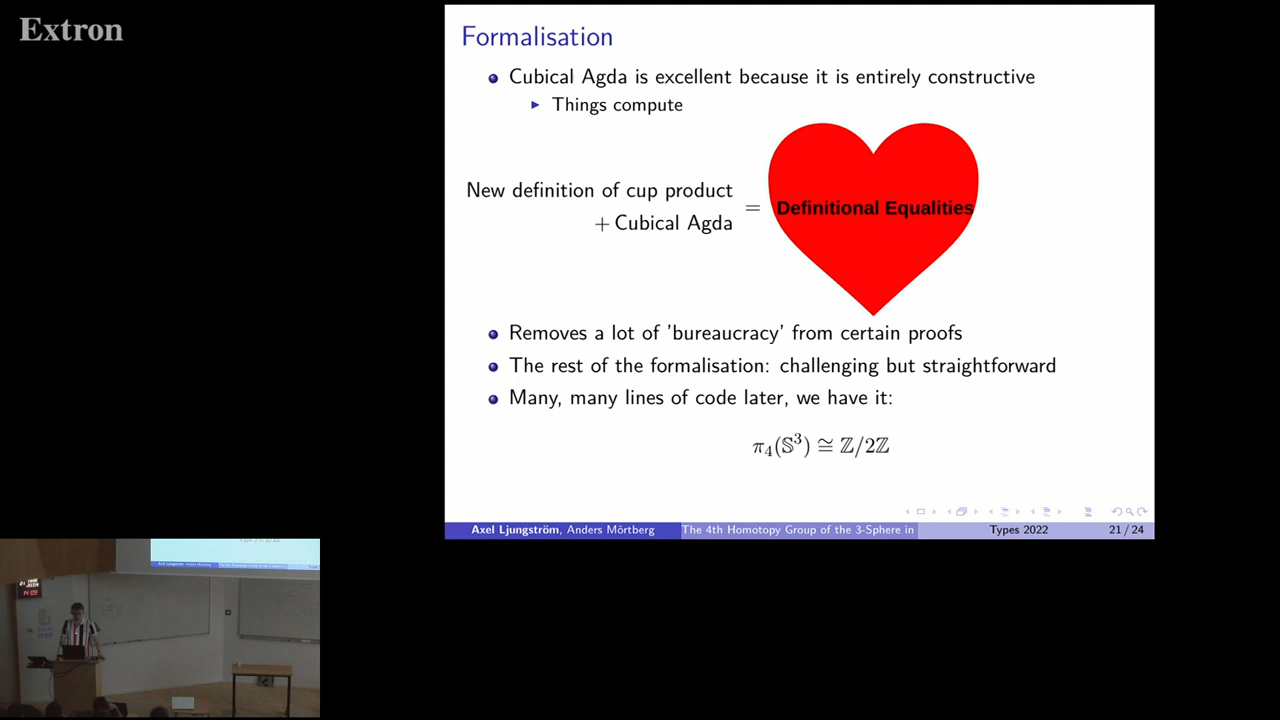 Extron
Formalisation
Cubical Agda is excellent because it is entirely constructive
Things compute
New definition of cup product
+ Cubical Agda
=
Definitional Equalities
Removes a lot of 'bureaucracy' from certain proofs
The rest of the formalisation: challenging but straightforward
Many, many lines of code later, we have it:
π₄(𝕊³) ≅ ℤ/2ℤ
Axel Ljungström, Anders Mörtberg The 4th Homotopy Group of the 3-Sphere in Types 2022 21 / 24